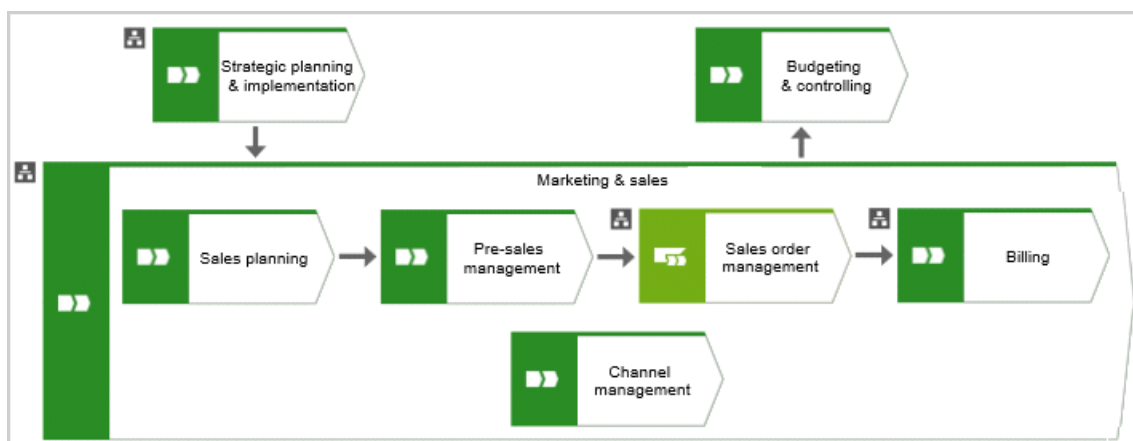 Strategic planning
& implementation
Budgeting
& controlling
Marketing & sales
Sales planning
Pre-sales
management
Sales order
management
Billing
Channel
management